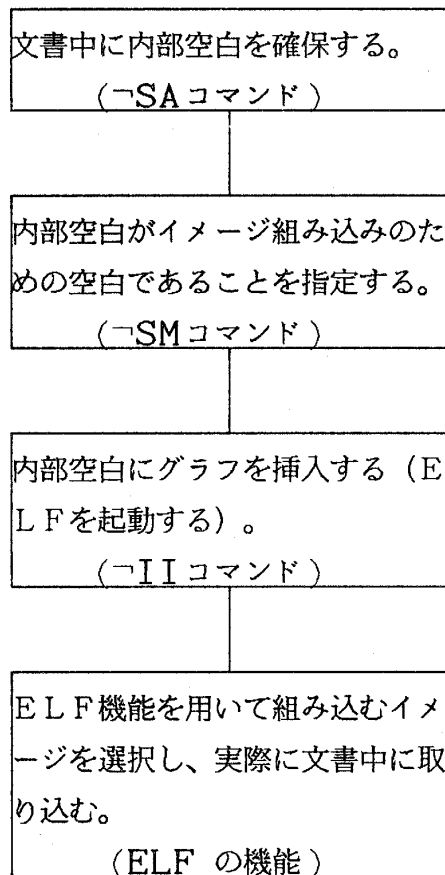 文書中に内部空白を確保する。
(¬SAコマンド)
内部空白がイメージ組み込みのた
めの空白であることを指定する。
(¬SMコマンド)
内部空白にグラフを挿入する(E
LFを起動する)。
(¬IIコマンド)
ELF機能を用いて組み込むイメ
ージを選択し、実際に文書中に取
り込む。
(ELF の機能)